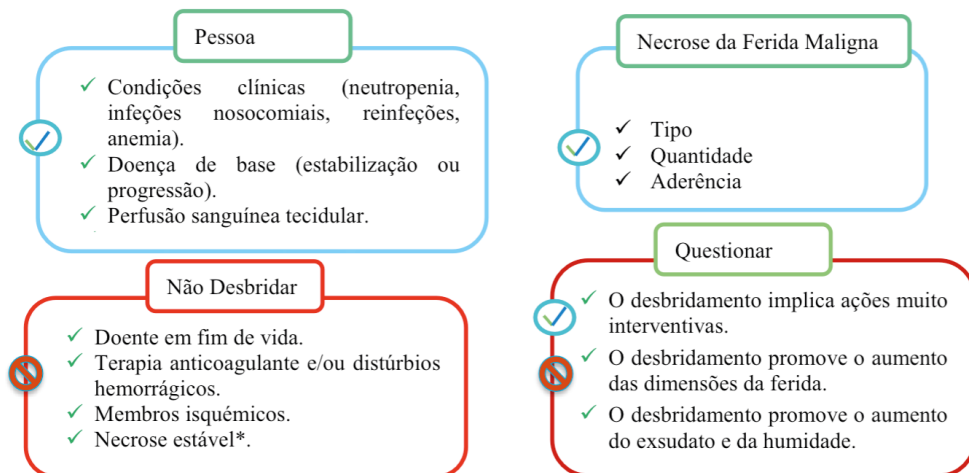 Pessoa
✓ Condições clínicas (neutropenia,
infeções nosocomiais, reinfeções,
anemia).
✓ Doença de base (estabilização ou
progressão).
✓ Perfusão sanguínea tecidular.
Necrose da Ferida Maligna
✓ Tipo
✓ Quantidade
✓ Aderência
Não Desbridar
✓ Doente em fim de vida.
✓ Terapia anticoagulante e/ou distúrbios
hemorrágicos.
✓ Membros isquémicos.
✓ Necrose estável*.
Questionar
✓ O desbridamento implica ações muito
interventivas.
✓ O desbridamento promove o aumento
das dimensões da ferida.
✓ O desbridamento promove o aumento
do exsudato e da humidade.